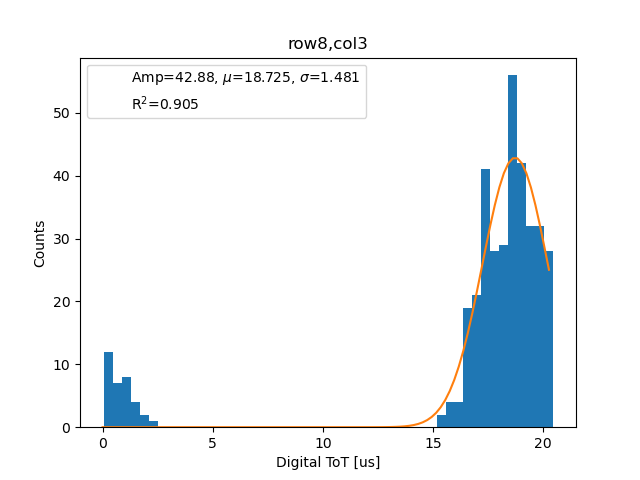 row8,col3
Amp=42.88, μ=18.725, σ=1.481
R²=0.905
Counts
50
40
30
20
10
0
0 5 10 15 20
Digital ToT [us]